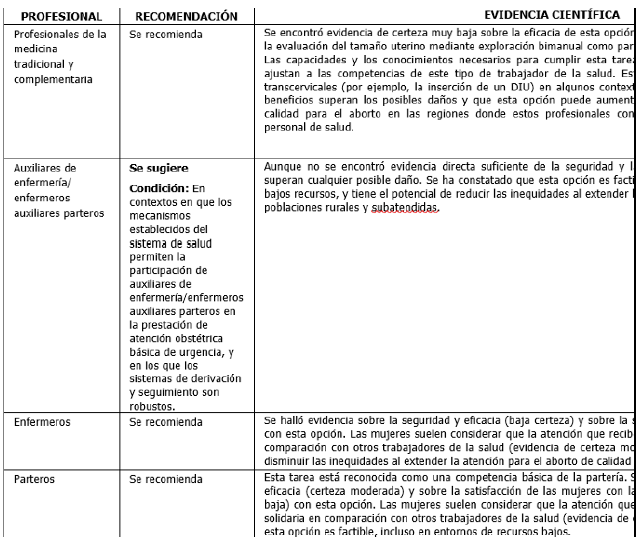 PROFESIONAL
RECOMENDACIÓN
EVIDENCIA CIENTÍFICA
Profesionales de la
medicina
tradicional y
complementaria
Se recomienda
Se encontró evidencia de certeza muy baja sobre la eficacia de esta opción
la evaluación del tamaño uterino mediante exploración bimanual como par
Las capacidades y los conocimientos necesarios para cumplir esta tarea
ajustan a las competencias de este tipo de trabajador de la salud. Es
transcervicales (por ejemplo, la inserción de un DIU) en algunos context
beneficios superan los posibles daños y que esta opción puede aument
calidad para el aborto en las regiones donde estos profesionales con
personal de salud.
Auxiliares de
enfermería/
enfermeros
auxiliares parteros
Se sugiere
Condición: En
contextos en que los
mecanismos
establecidos del
sistema de salud
permiten la
participación de
auxiliares de
enfermería/enfermeros
auxiliares parteros en
la prestación de
atención obstétrica
básica de urgencia, y
en los que los
sistemas de derivación
y seguimiento son
robustos.
Aunque no se encontró evidencia directa suficiente de la seguridad y l
superan cualquier posible daño. Se ha constatado que esta opción es facti
bajos recursos, y tiene el potencial de reducir las inequidades al extender l
poblaciones rurales y subatendidas.
Enfermeros
Se recomienda
Se halló evidencia sobre la seguridad y eficacia (baja certeza) y sobre la s
con esta opción. Las mujeres suelen considerar que la atención que recib
comparación con otros trabajadores de la salud (evidencia de certeza mo
disminuir las inequidades al extender la atención para el aborto de calidad
Parteros
Se recomienda
Esta tarea está reconocida como una competencia básica de la partería. S
eficacia (certeza moderada) y sobre la satisfacción de las mujeres con la
baja) con esta opción. Las mujeres suelen considerar que la atención que
solidaria en comparación con otros trabajadores de la salud (evidencia de
esta opción es factible, incluso en entornos de recursos bajos.